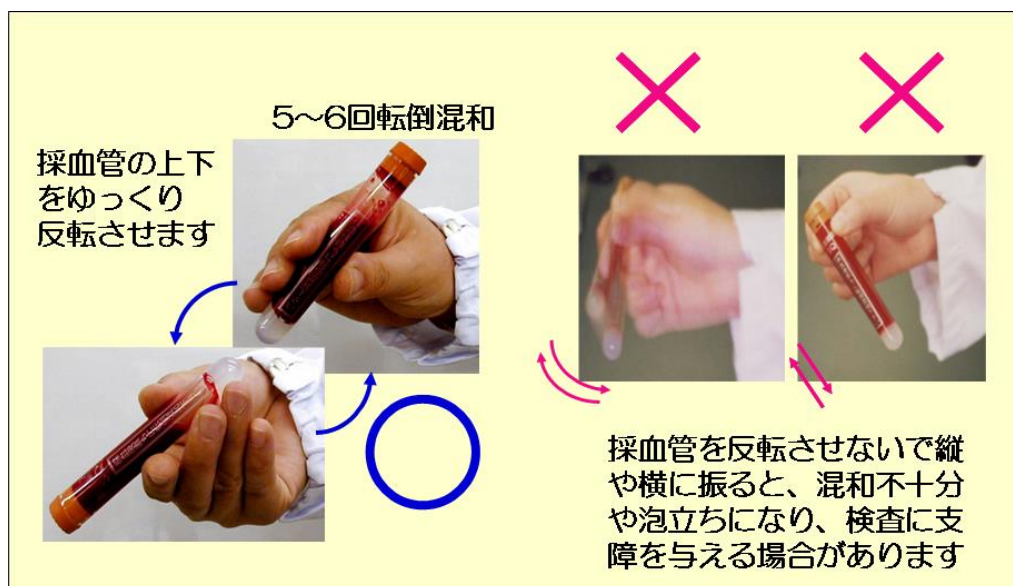 5〜6回転倒混和
採血管の上下
をゆっくり
反転させます
採血管を反転させないで縦
や横に振ると、混和不十分
や泡立ちになり、検査に支
障を与える場合があります